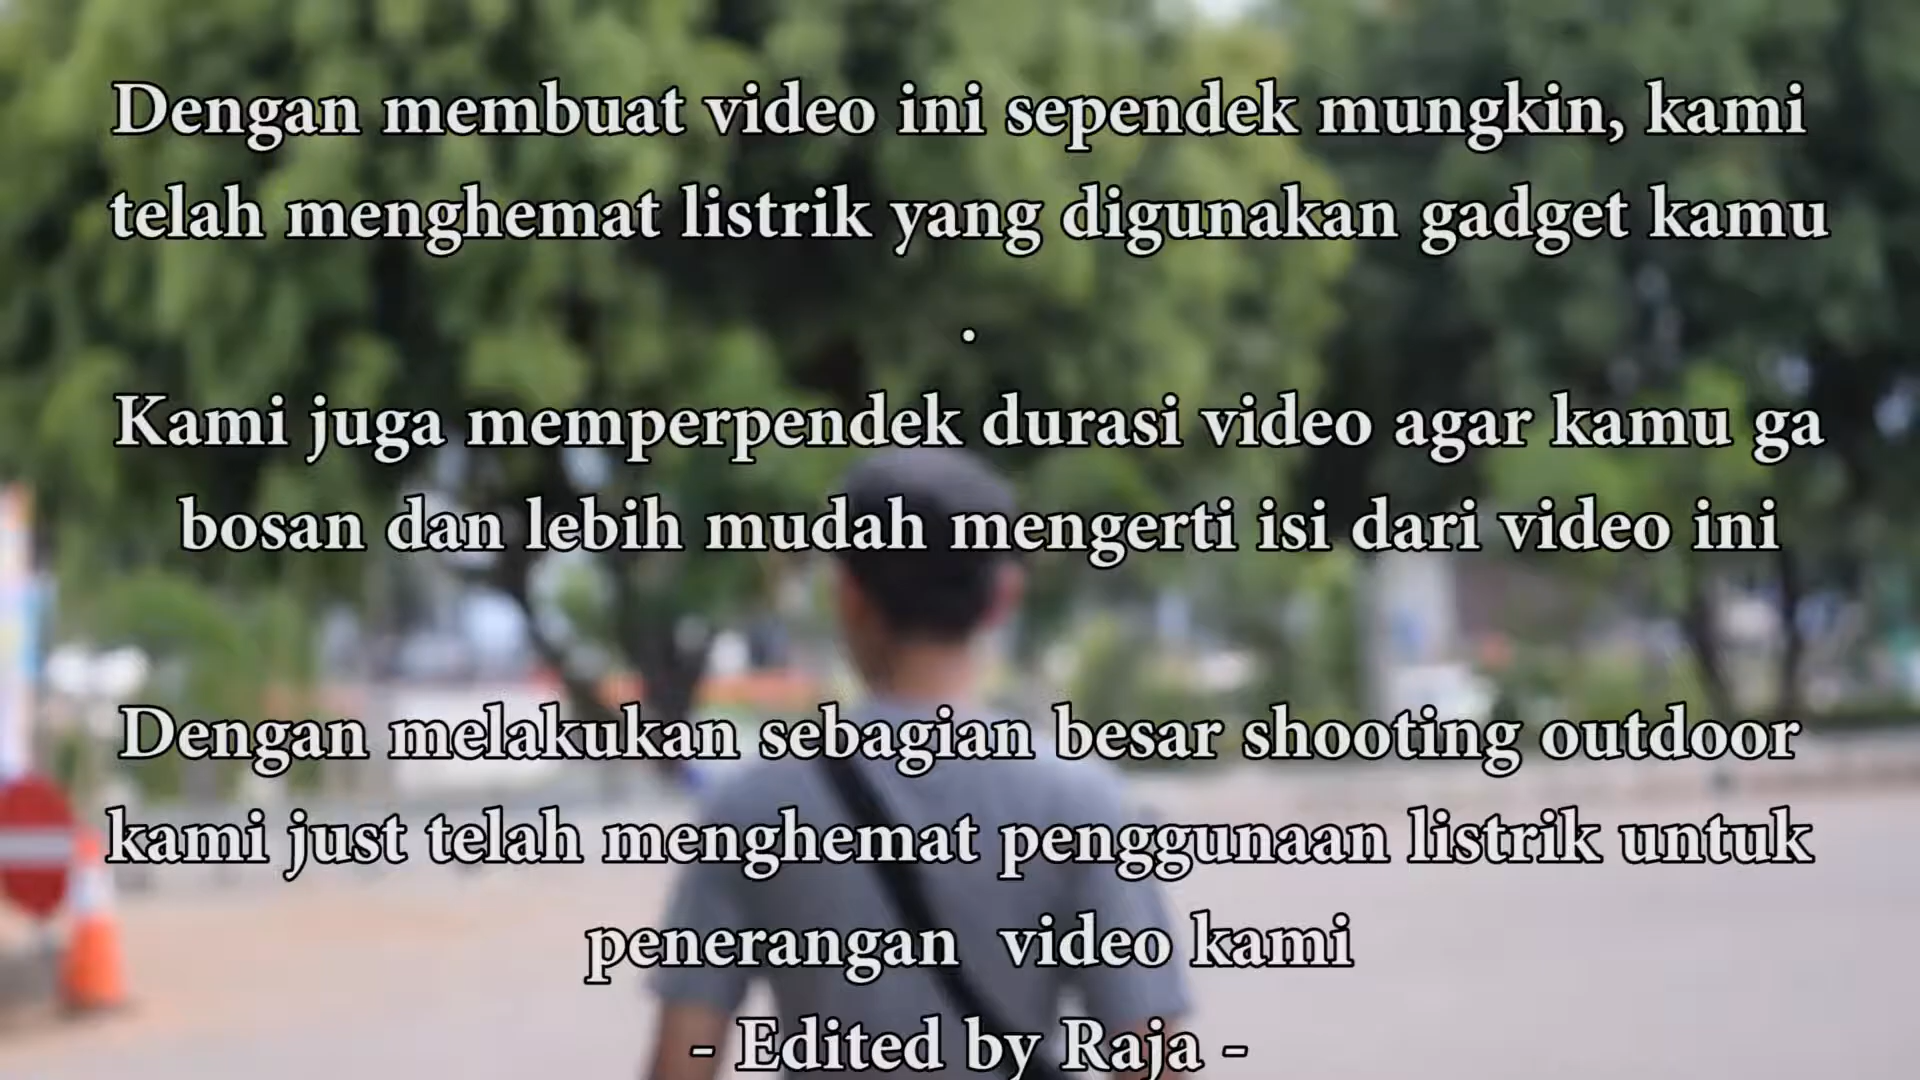 Dengan membuat video ini sependek mungkin, kami
telah menghemat listrik yang digunakan gadget kamu
.
Kami juga memperpendek durasi video agar kamu ga
bosan dan lebih mudah mengerti isi dari video ini
Dengan melakukan sebagian besar shooting outdoor
kami just telah menghemat penggunaan listrik untuk
penerangan  video kami
- Edited by Raja -